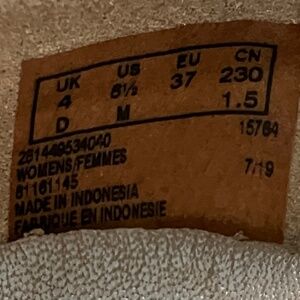 UK US EU CN
4 6½ 37 230
D M 1.5
261449534040 15764
WOMENS/FEMMES
61161145 7/19
MADE IN INDONESIA
FABRIQUE EN INDONESIE